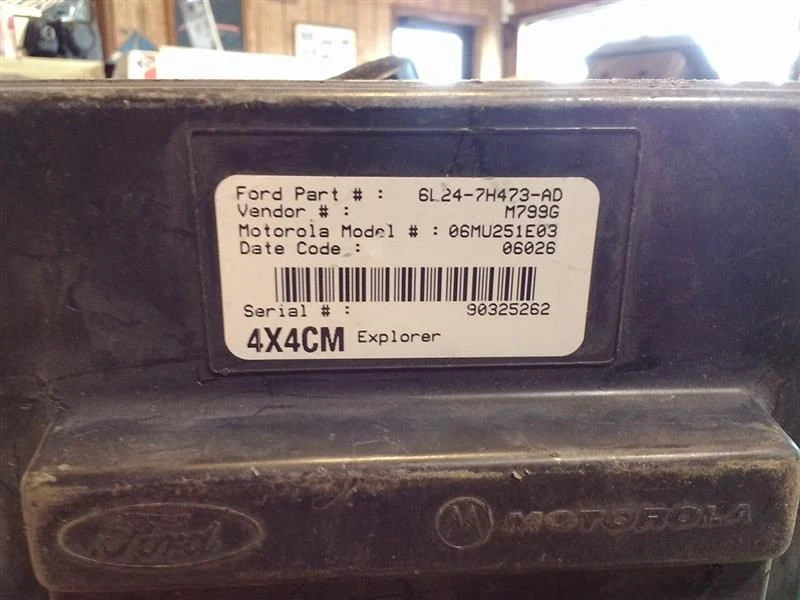 Ford Part # : 6L24-7H473-AD
Vendor # : M799G
Motorola Model # : 06MU251E03
Date Code : 06026
Serial # : 90325262
4X4CM Explorer
Ford MOTOROLA